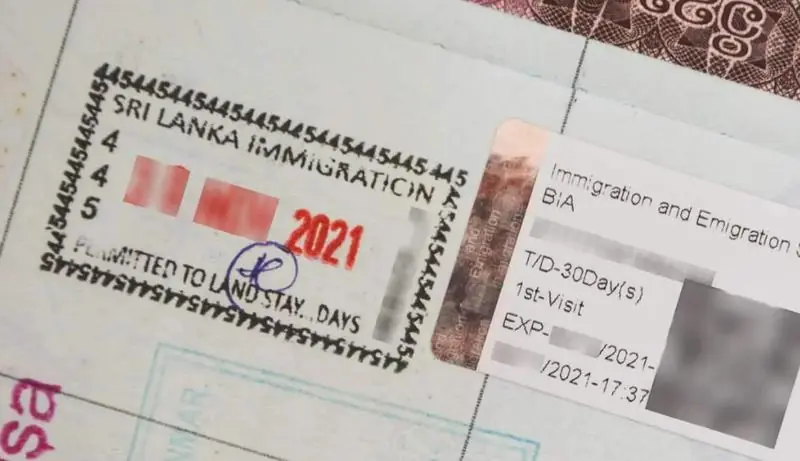 SRI LANKA IMMIGRATION
4
4
5
2021
PERMITTED TO LAND STAY...DAYS
Immigration and Emigration
BIA
T/D-30Day(s)
1st-Visit
EXP- /2021-
/2021-17:37